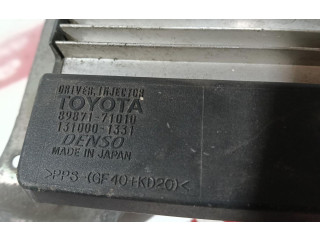 DRIVER,INJECTOR
TOYOTA
89871-71010
131000-1331
DENSO
MADE IN JAPAN
>PPS-(GF40+KD20)<